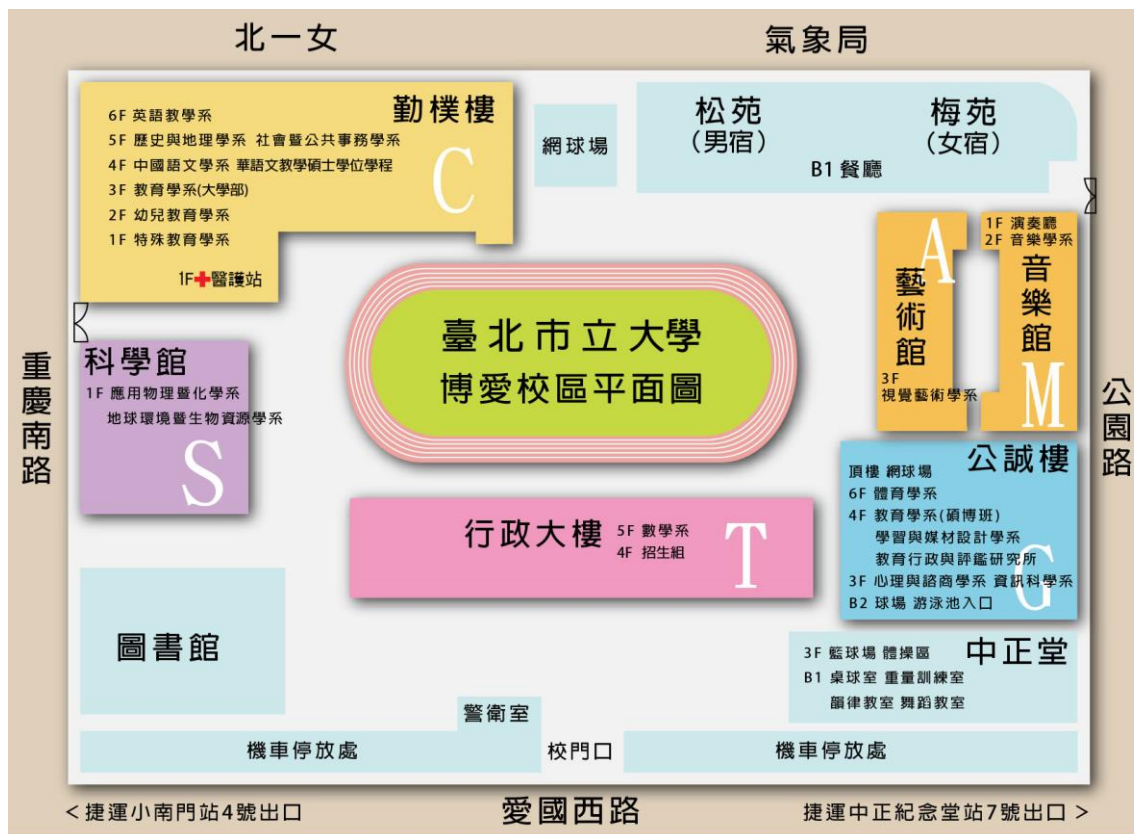 北一女
氣象局
勤樸樓
6F 英語教學系
5F 歷史與地理學系 社會暨公共事務學系
4F 中國語文學系 華語文教學碩士學位學程
3F 教育學系(大學部)
2F 幼兒教育學系
1F 特殊教育學系
1F✚醫護站
C
網球場
松苑
(男宿)
梅苑
(女宿)
B1 餐廳
A
藝術館
3F
視覺藝術學系
1F 演奏廳
2F 音樂學系
音樂館
M
臺北市立大學
博愛校區平面圖
重慶南路
科學館
1F 應用物理暨化學系
地球環境暨生物資源學系
S
公園路
公誠樓
頂樓 網球場
6F 體育學系
4F 教育學系(碩博班)
學習與媒材設計學系
教育行政與評鑑研究所
3F 心理與諮商學系 資訊科學系
B2 球場 游泳池入口
G
行政大樓
5F 數學系
4F 招生組
T
圖書館
中正堂
3F 籃球場 體操區
B1 桌球室 重量訓練室
韻律教室 舞蹈教室
警衛室
機車停放處
校門口
機車停放處
<捷運小南門站4號出口
愛國西路
捷運中正紀念堂站7號出口>